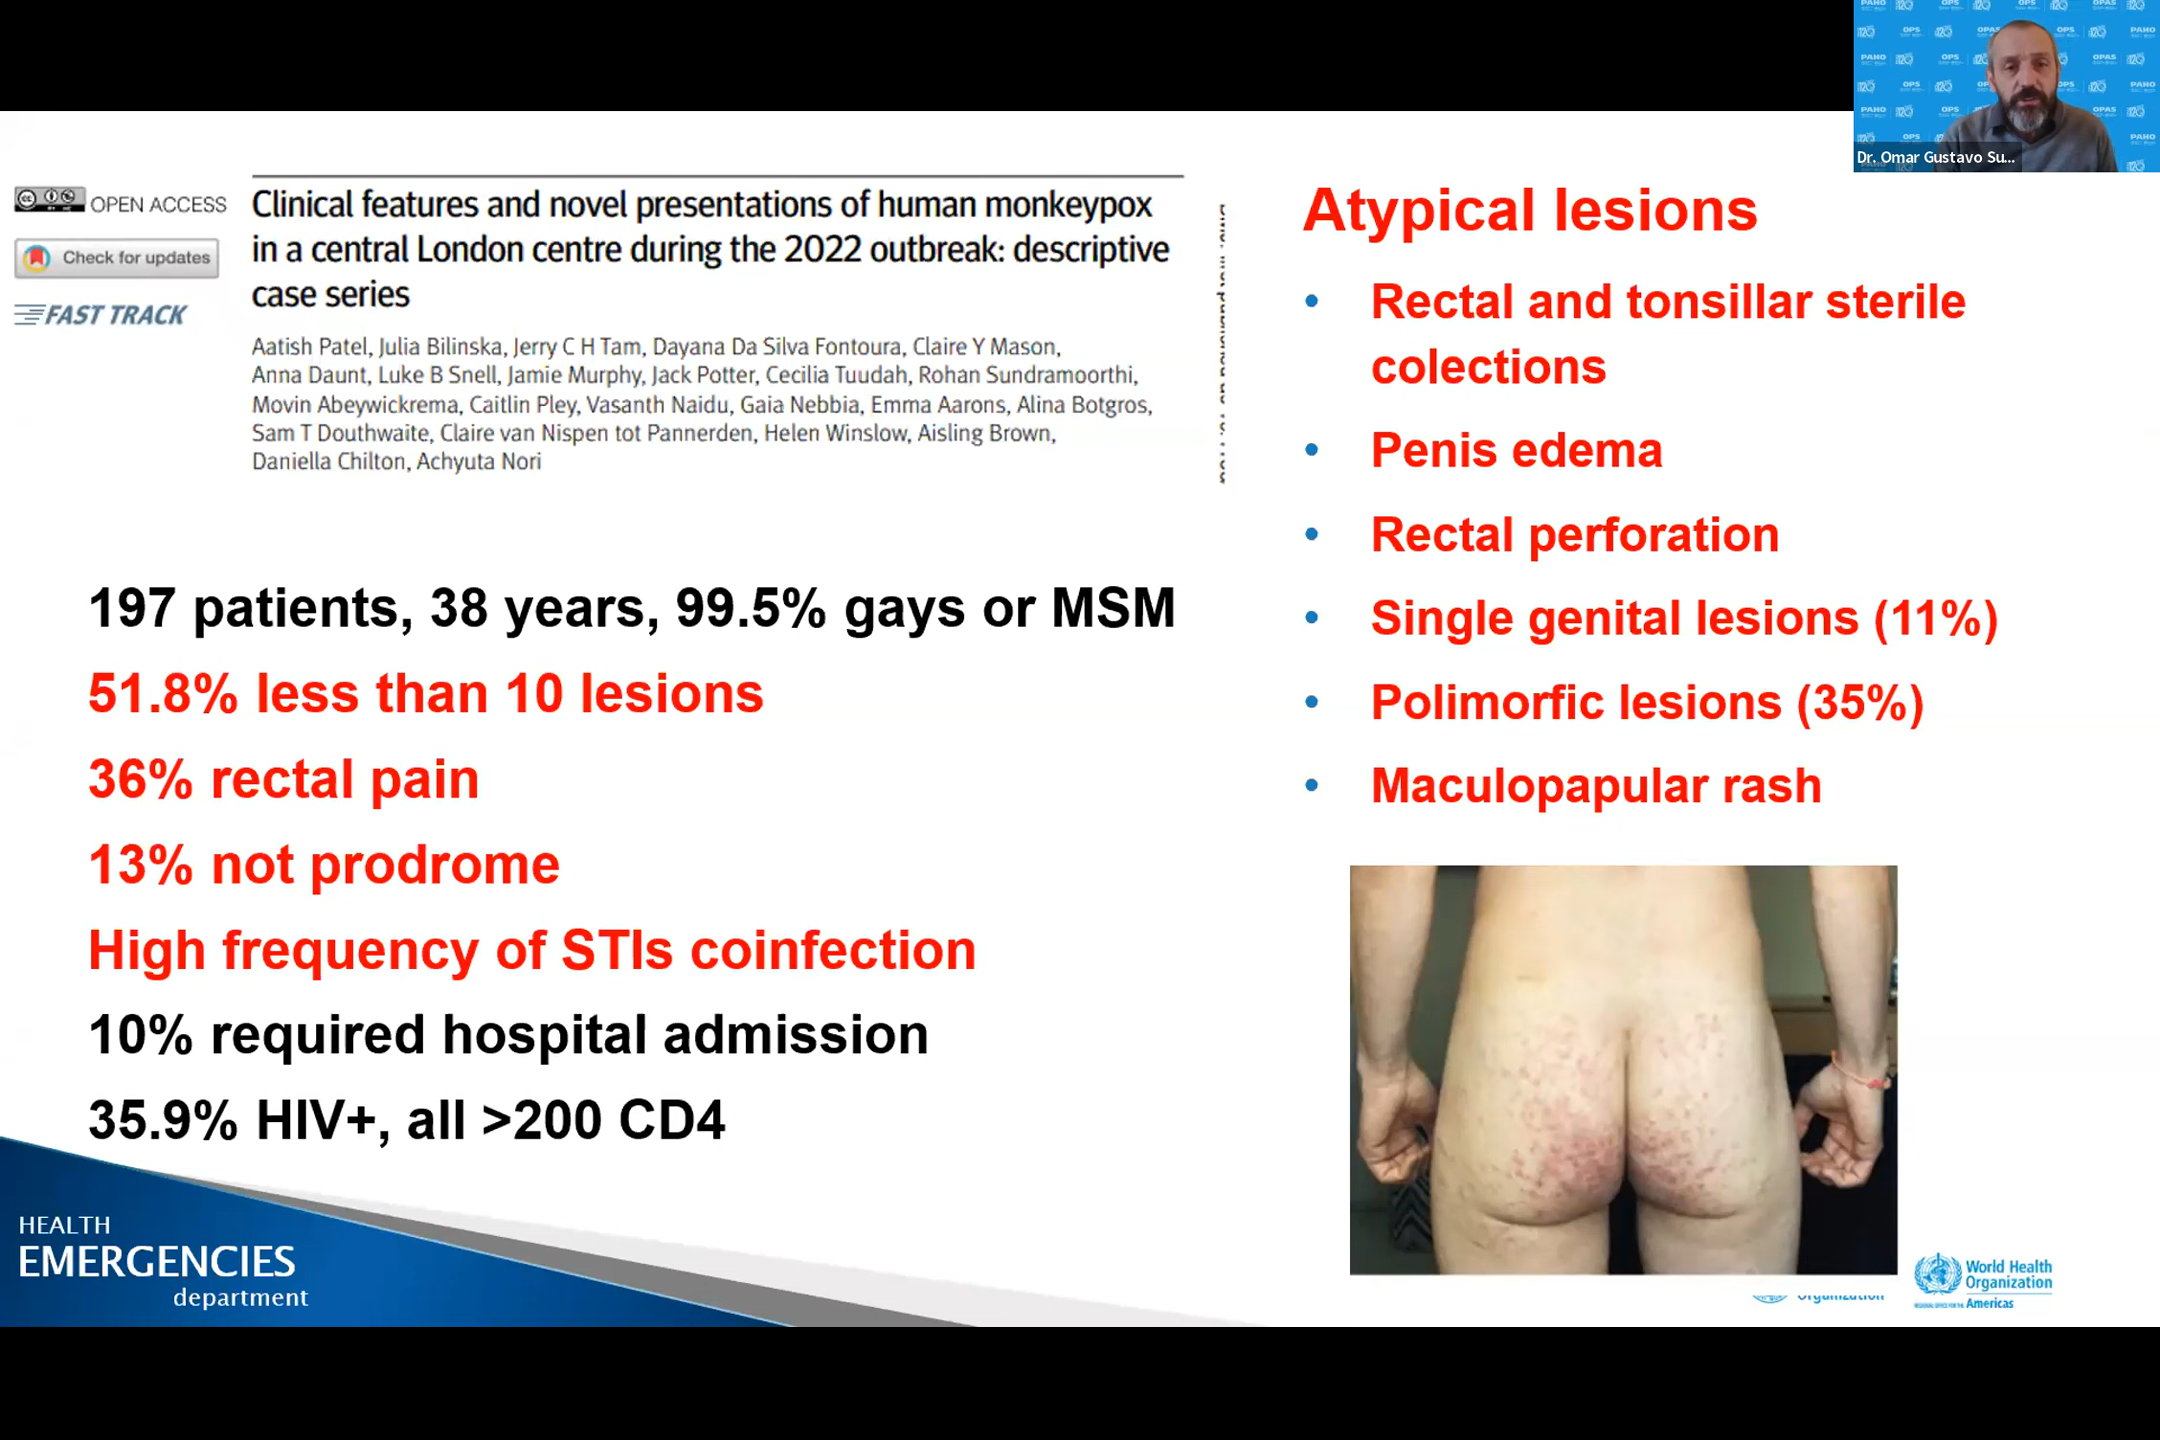 OPEN ACCESS
Check for updates
FAST TRACK
Clinical features and novel presentations of human monkeypox
in a central London centre during the 2022 outbreak: descriptive
case series
Aatish Patel, Julia Bilinska, Jerry C H Tam, Dayana Da Silva Fontoura, Claire Y Mason,
Anna Daunt, Luke B Snell, Jamie Murphy, Jack Potter, Cecilia Tuudah, Rohan Sundramoorthi,
Movin Abeywickrema, Caitlin Pley, Vasanth Naidu, Gaia Nebbia, Emma Aarons, Alina Botgros,
Sam T Douthwaite, Claire van Nispen tot Pannerden, Helen Winslow, Aisling Brown,
Daniella Chilton, Achyuta Nori
197 patients, 38 years, 99.5% gays or MSM
51.8% less than 10 lesions
36% rectal pain
13% not prodrome
High frequency of STIs coinfection
10% required hospital admission
35.9% HIV+, all >200 CD4
HEALTH
EMERGENCIES
department
Dr. Omar Gustavo Su...
Atypical lesions
• Rectal and tonsillar sterile
colections
• Penis edema
• Rectal perforation
• Single genital lesions (11%)
• Polimorfic lesions (35%)
• Maculopapular rash
World Health
Organization
REGIONAL OFFICE FOR THE Americas